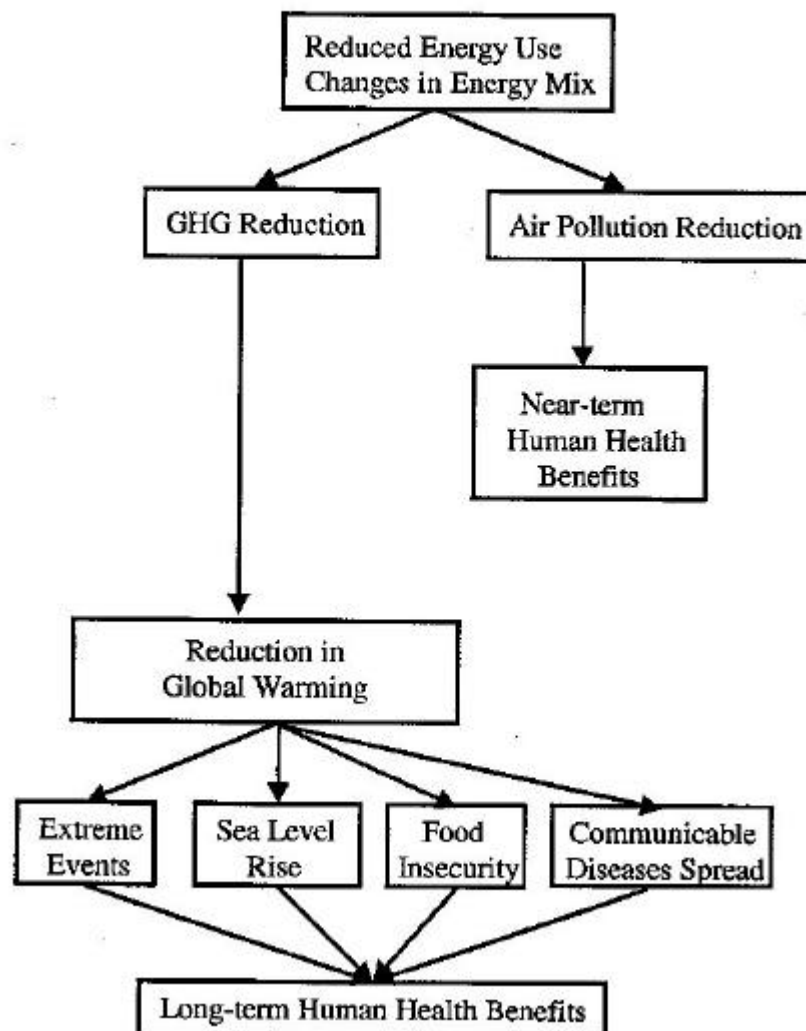 Reduced Energy Use
Changes in Energy Mix
GHG Reduction
Air Pollution Reduction
Near-term
Human Health
Benefits
Reduction in
Global Warming
Extreme
Events
Sea Level
Rise
Food
Insecurity
Communicable
Diseases Spread
Long-term Human Health Benefits